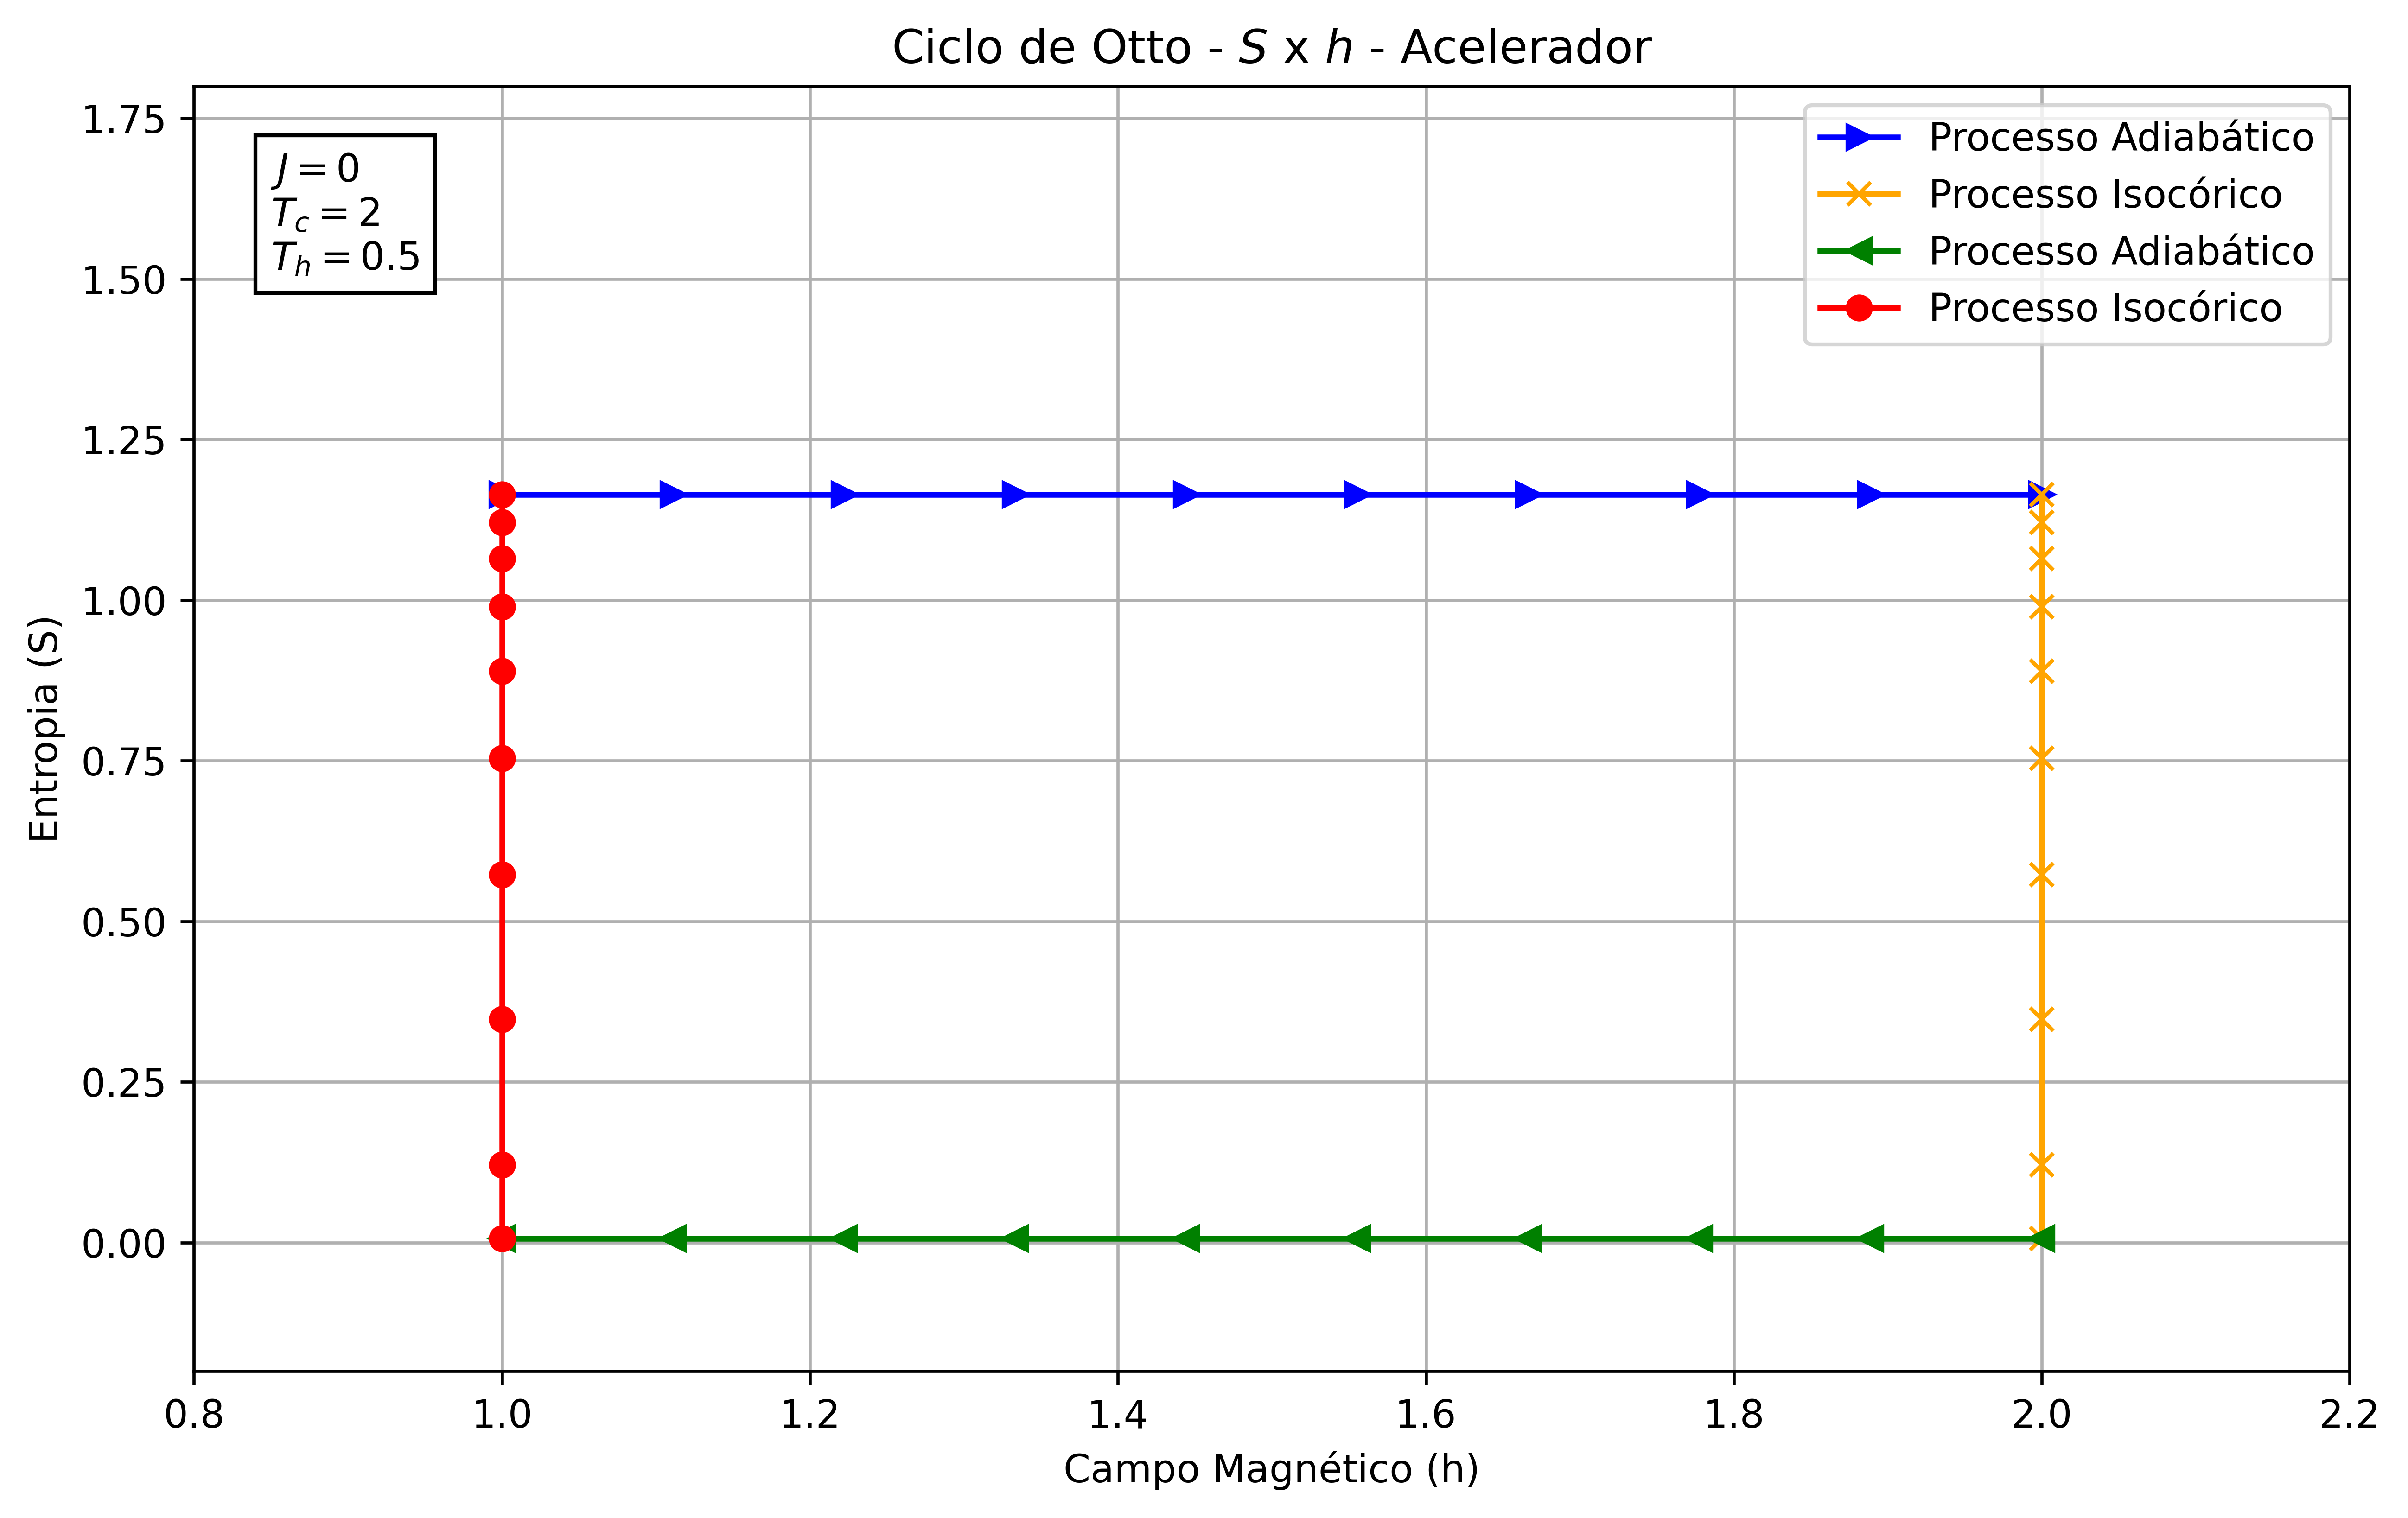 Ciclo de Otto - S x h - Acelerador
J = 0
T_c = 2
T_h = 0.5
Processo Adiabático
Processo Isocórico
Processo Adiabático
Processo Isocórico
Entropia (S)
1.75
1.50
1.25
1.00
0.75
0.50
0.25
0.00
0.8
1.0
1.2
1.4
1.6
1.8
2.0
2.2
Campo Magnético (h)